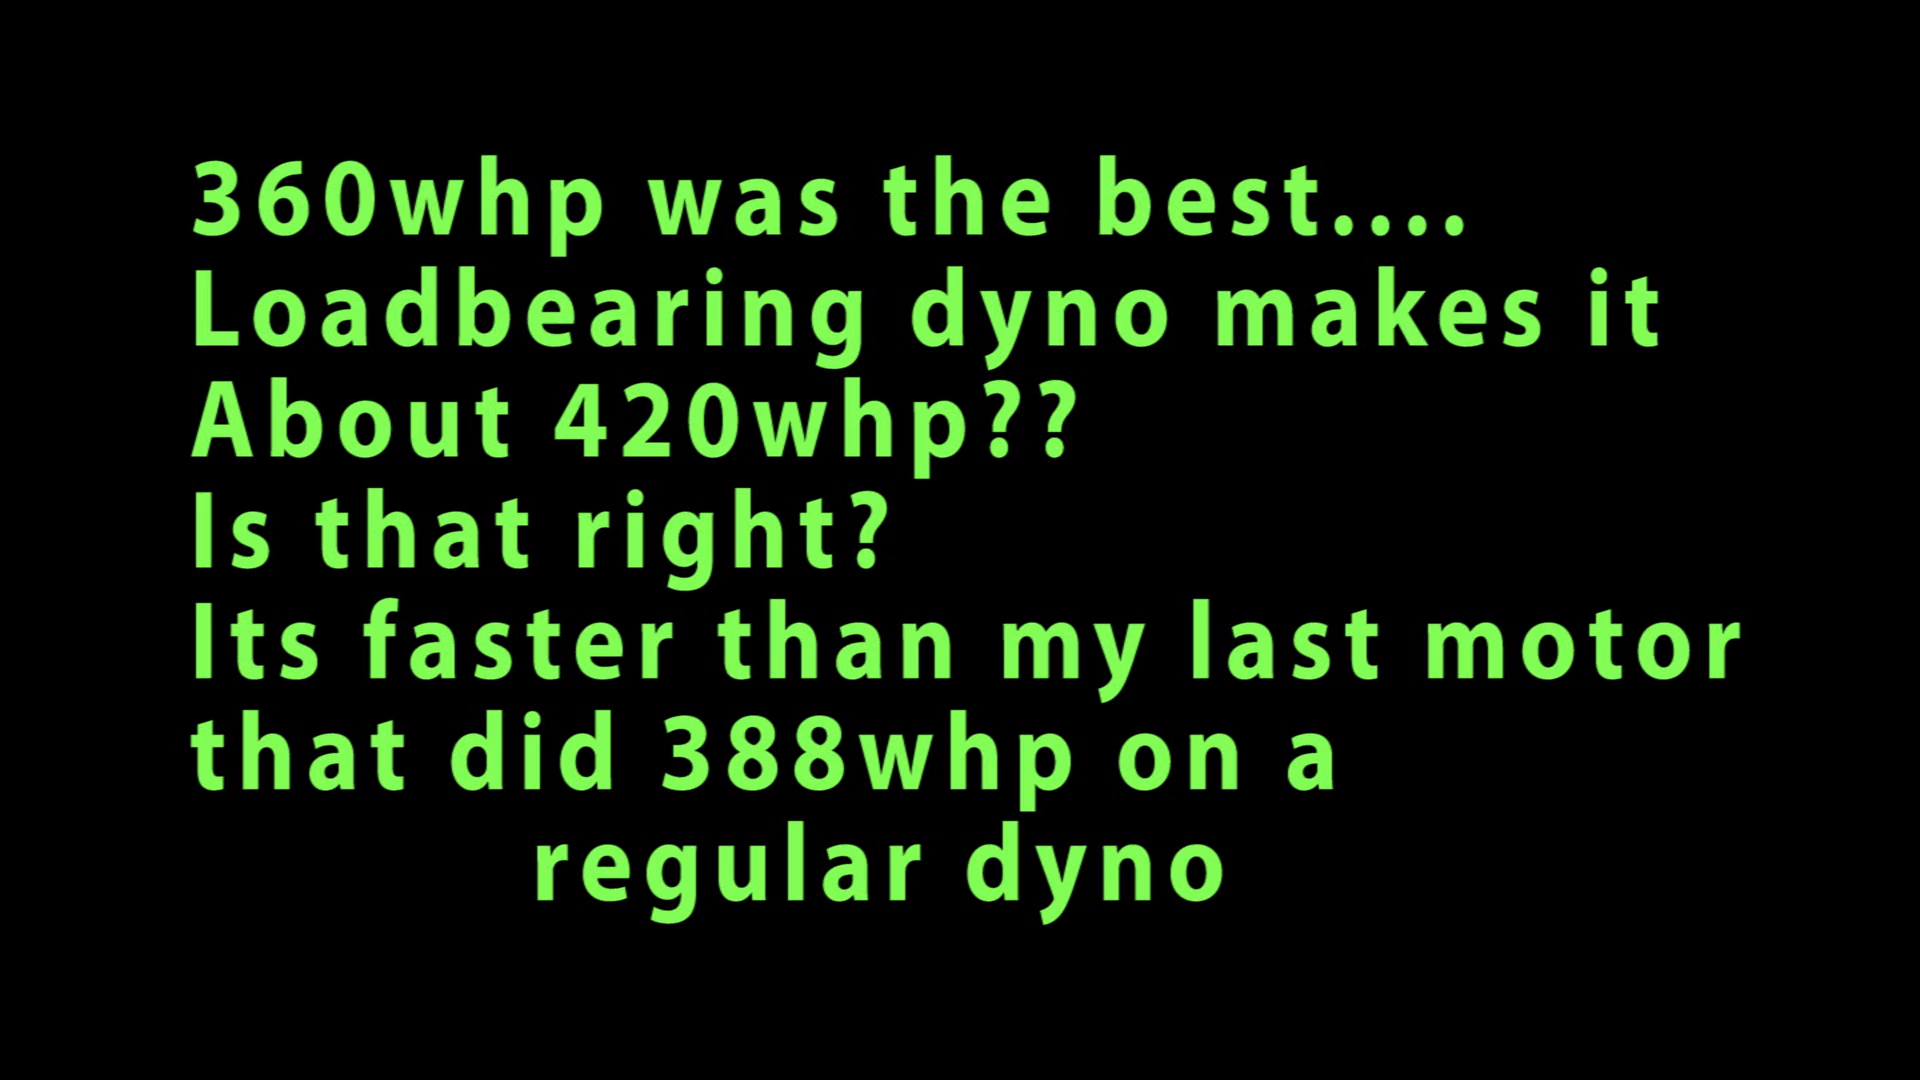 360whp was the best....
Loadbearing dyno makes it
About 420whp??
Is that right?
Its faster than my last motor
that did 388whp on a
regular dyno